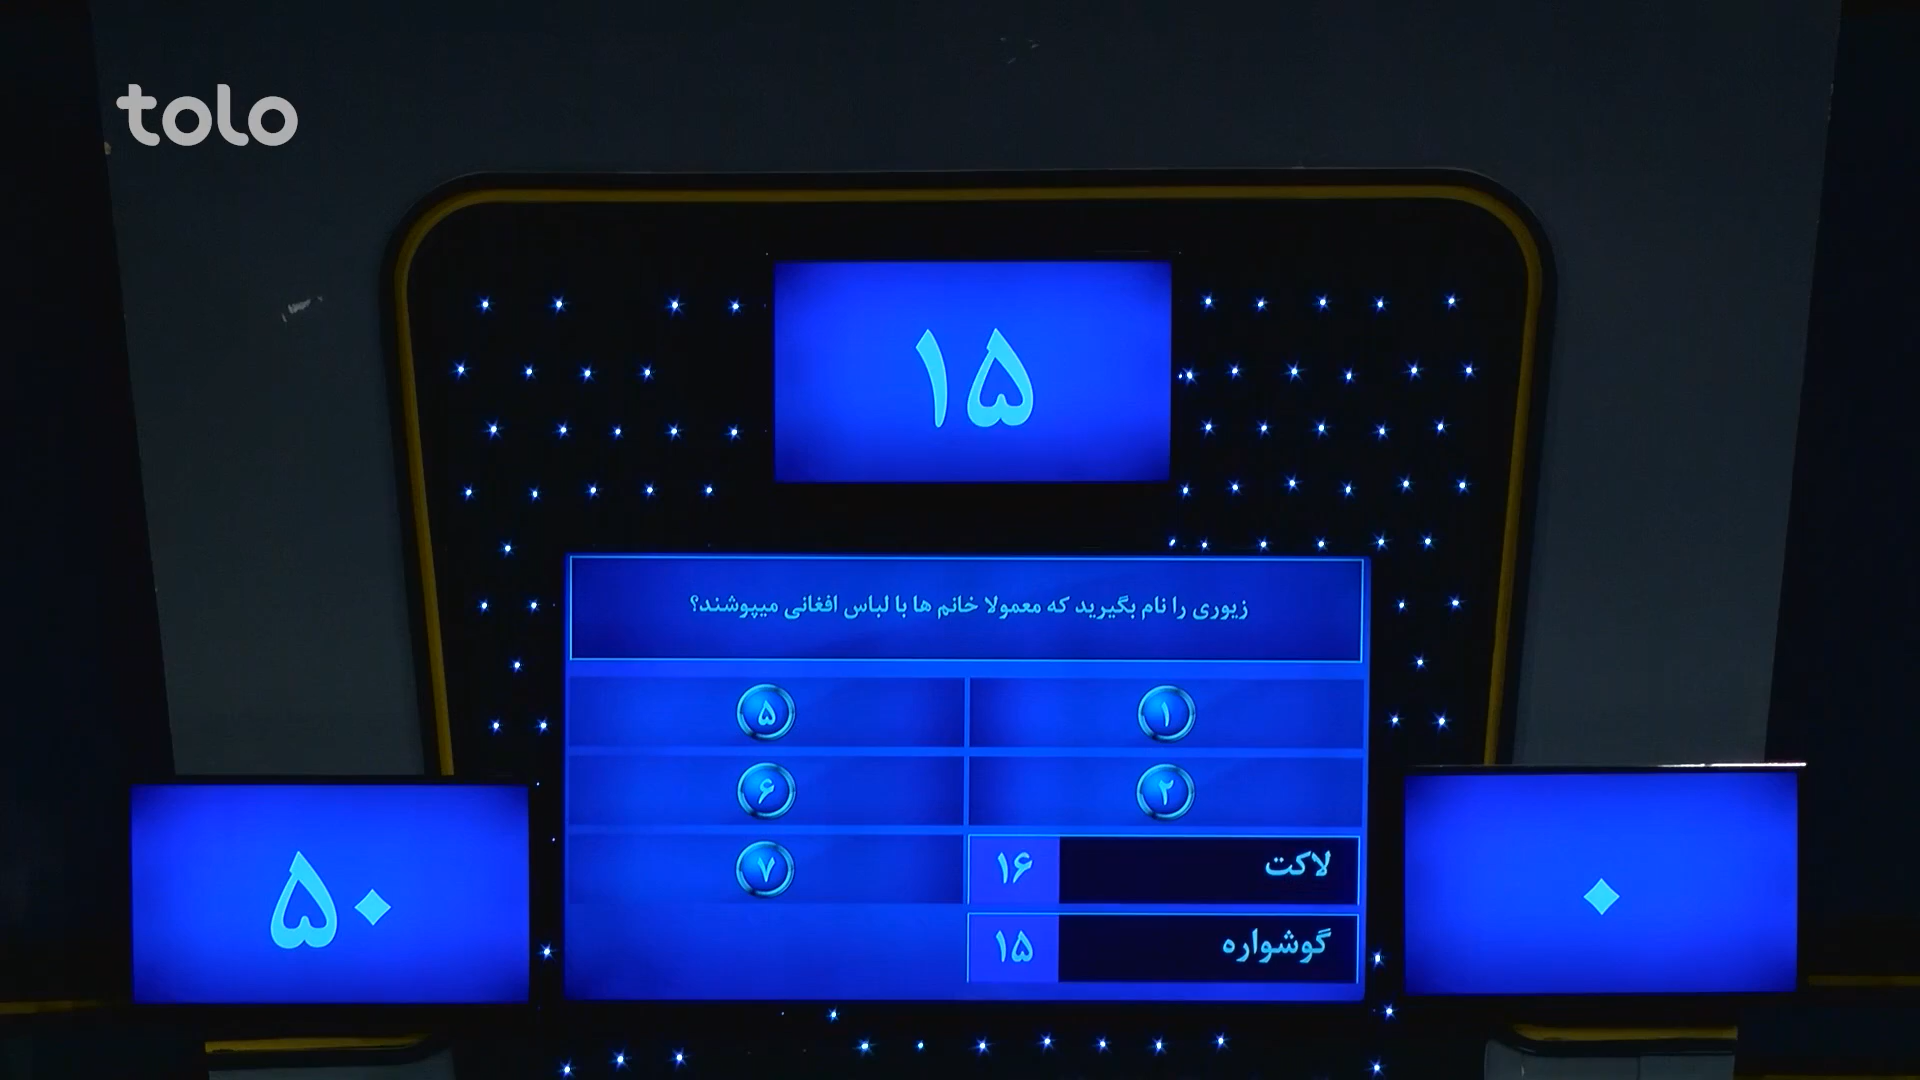 tolo
۱۵
زیوری را نام بگیرید که معمولا خانم ها با لباس افغانی میپوشند؟
۱
۵
۲
۶
لاکت ۱۶
۷
گوشواره ۱۵
۵۰
۰